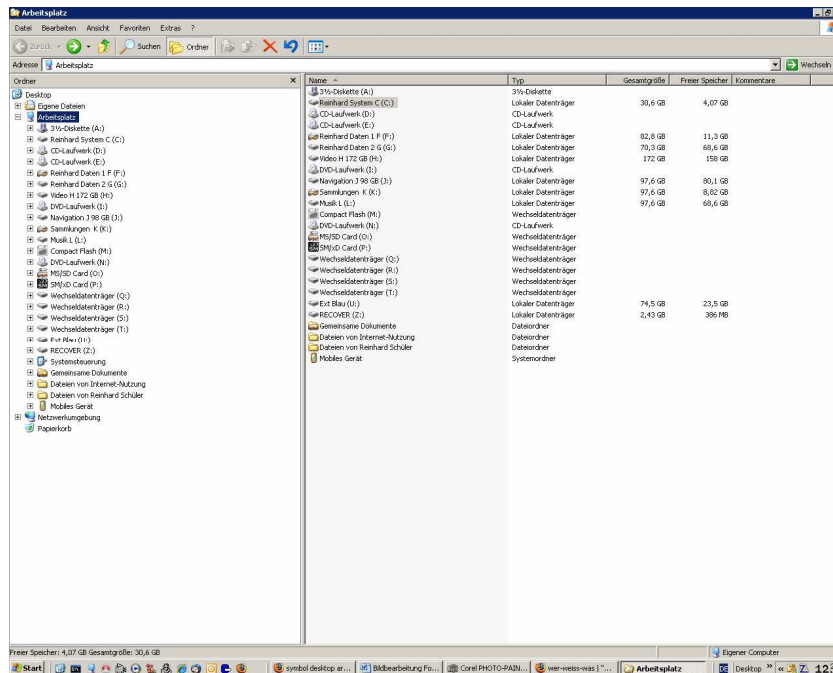 Arbeitsplatz
Datei Bearbeiten Ansicht Favoriten Extras ?
Zurück Suchen Ordner
Adresse Arbeitsplatz Wechseln
Ordner
Desktop
Eigene Dateien
Arbeitsplatz
3½-Diskette (A:)
Reinhard System C (C:)
CD-Laufwerk (D:)
CD-Laufwerk (E:)
Reinhard Daten 1 F (F:)
Reinhard Daten 2 G (G:)
Video H 172 GB (H:)
DVD-Laufwerk (I:)
Navigation J 98 GB (J:)
Sammlungen K (K:)
Musik L (L:)
Compact Flash (M:)
DVD-Laufwerk (N:)
MS/SD Card (O:)
SM/xD Card (P:)
Wechseldatenträger (Q:)
Wechseldatenträger (R:)
Wechseldatenträger (S:)
Wechseldatenträger (T:)
Ext Blau (U:)
RECOVER (Z:)
Systemsteuerung
Gemeinsame Dokumente
Dateien von Internet-Nutzung
Dateien von Reinhard Schüler
Mobiles Gerät
Netzwerkumgebung
Papierkorb
Name Typ Gesamtgröße Freier Speicher Kommentare
3½-Diskette (A:) 3½-Diskette
Reinhard System C (C:) Lokaler Datenträger 30,6 GB 4,07 GB
CD-Laufwerk (D:) CD-Laufwerk
CD-Laufwerk (E:) CD-Laufwerk
Reinhard Daten 1 F (F:) Lokaler Datenträger 82,8 GB 11,3 GB
Reinhard Daten 2 G (G:) Lokaler Datenträger 70,3 GB 68,6 GB
Video H 172 GB (H:) Lokaler Datenträger 172 GB 158 GB
DVD-Laufwerk (I:) CD-Laufwerk
Navigation J 98 GB (J:) Lokaler Datenträger 97,6 GB 80,1 GB
Sammlungen K (K:) Lokaler Datenträger 97,6 GB 8,82 GB
Musik L (L:) Lokaler Datenträger 97,6 GB 68,6 GB
Compact Flash (M:) Wechseldatenträger
DVD-Laufwerk (N:) CD-Laufwerk
MS/SD Card (O:) Wechseldatenträger
SM/xD Card (P:) Wechseldatenträger
Wechseldatenträger (Q:) Wechseldatenträger
Wechseldatenträger (R:) Wechseldatenträger
Wechseldatenträger (S:) Wechseldatenträger
Wechseldatenträger (T:) Wechseldatenträger
Ext Blau (U:) Lokaler Datenträger 74,5 GB 23,5 GB
RECOVER (Z:) Lokaler Datenträger 2,43 GB 386 MB
Gemeinsame Dokumente Dateiordner
Dateien von Internet-Nutzung Dateiordner
Dateien von Reinhard Schüler Dateiordner
Mobiles Gerät Systemordner
Freier Speicher: 4,07 GB Gesamtgröße: 30,6 GB Eigener Computer
Start symbol desktop ar... Bildbearbeitung Fo... Corel PHOTO-PAIN... wer-weiss-was | "... Arbeitsplatz DE Desktop » «